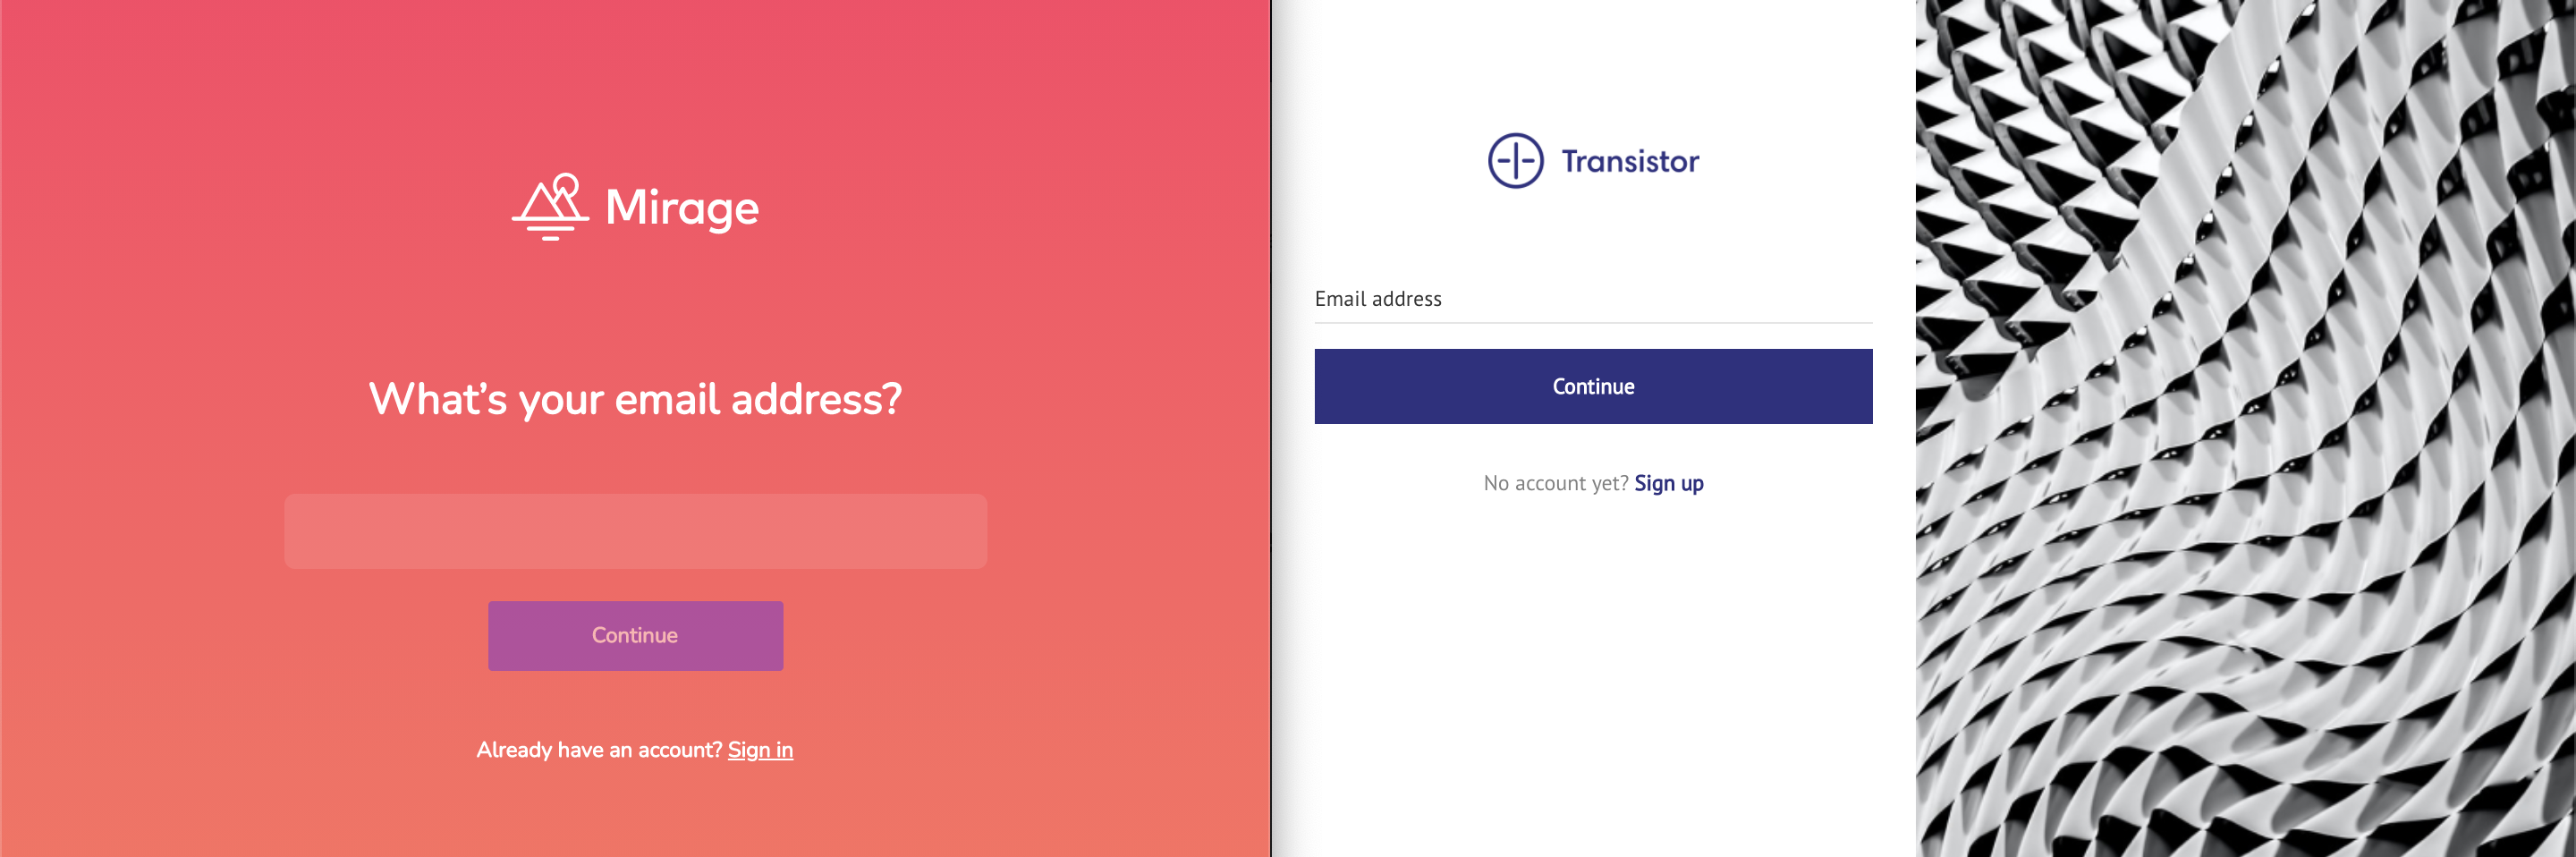 Mirage
What’s your email address?
Continue
Already have an account? Sign in
Transistor
Email address
Continue
No account yet? Sign up